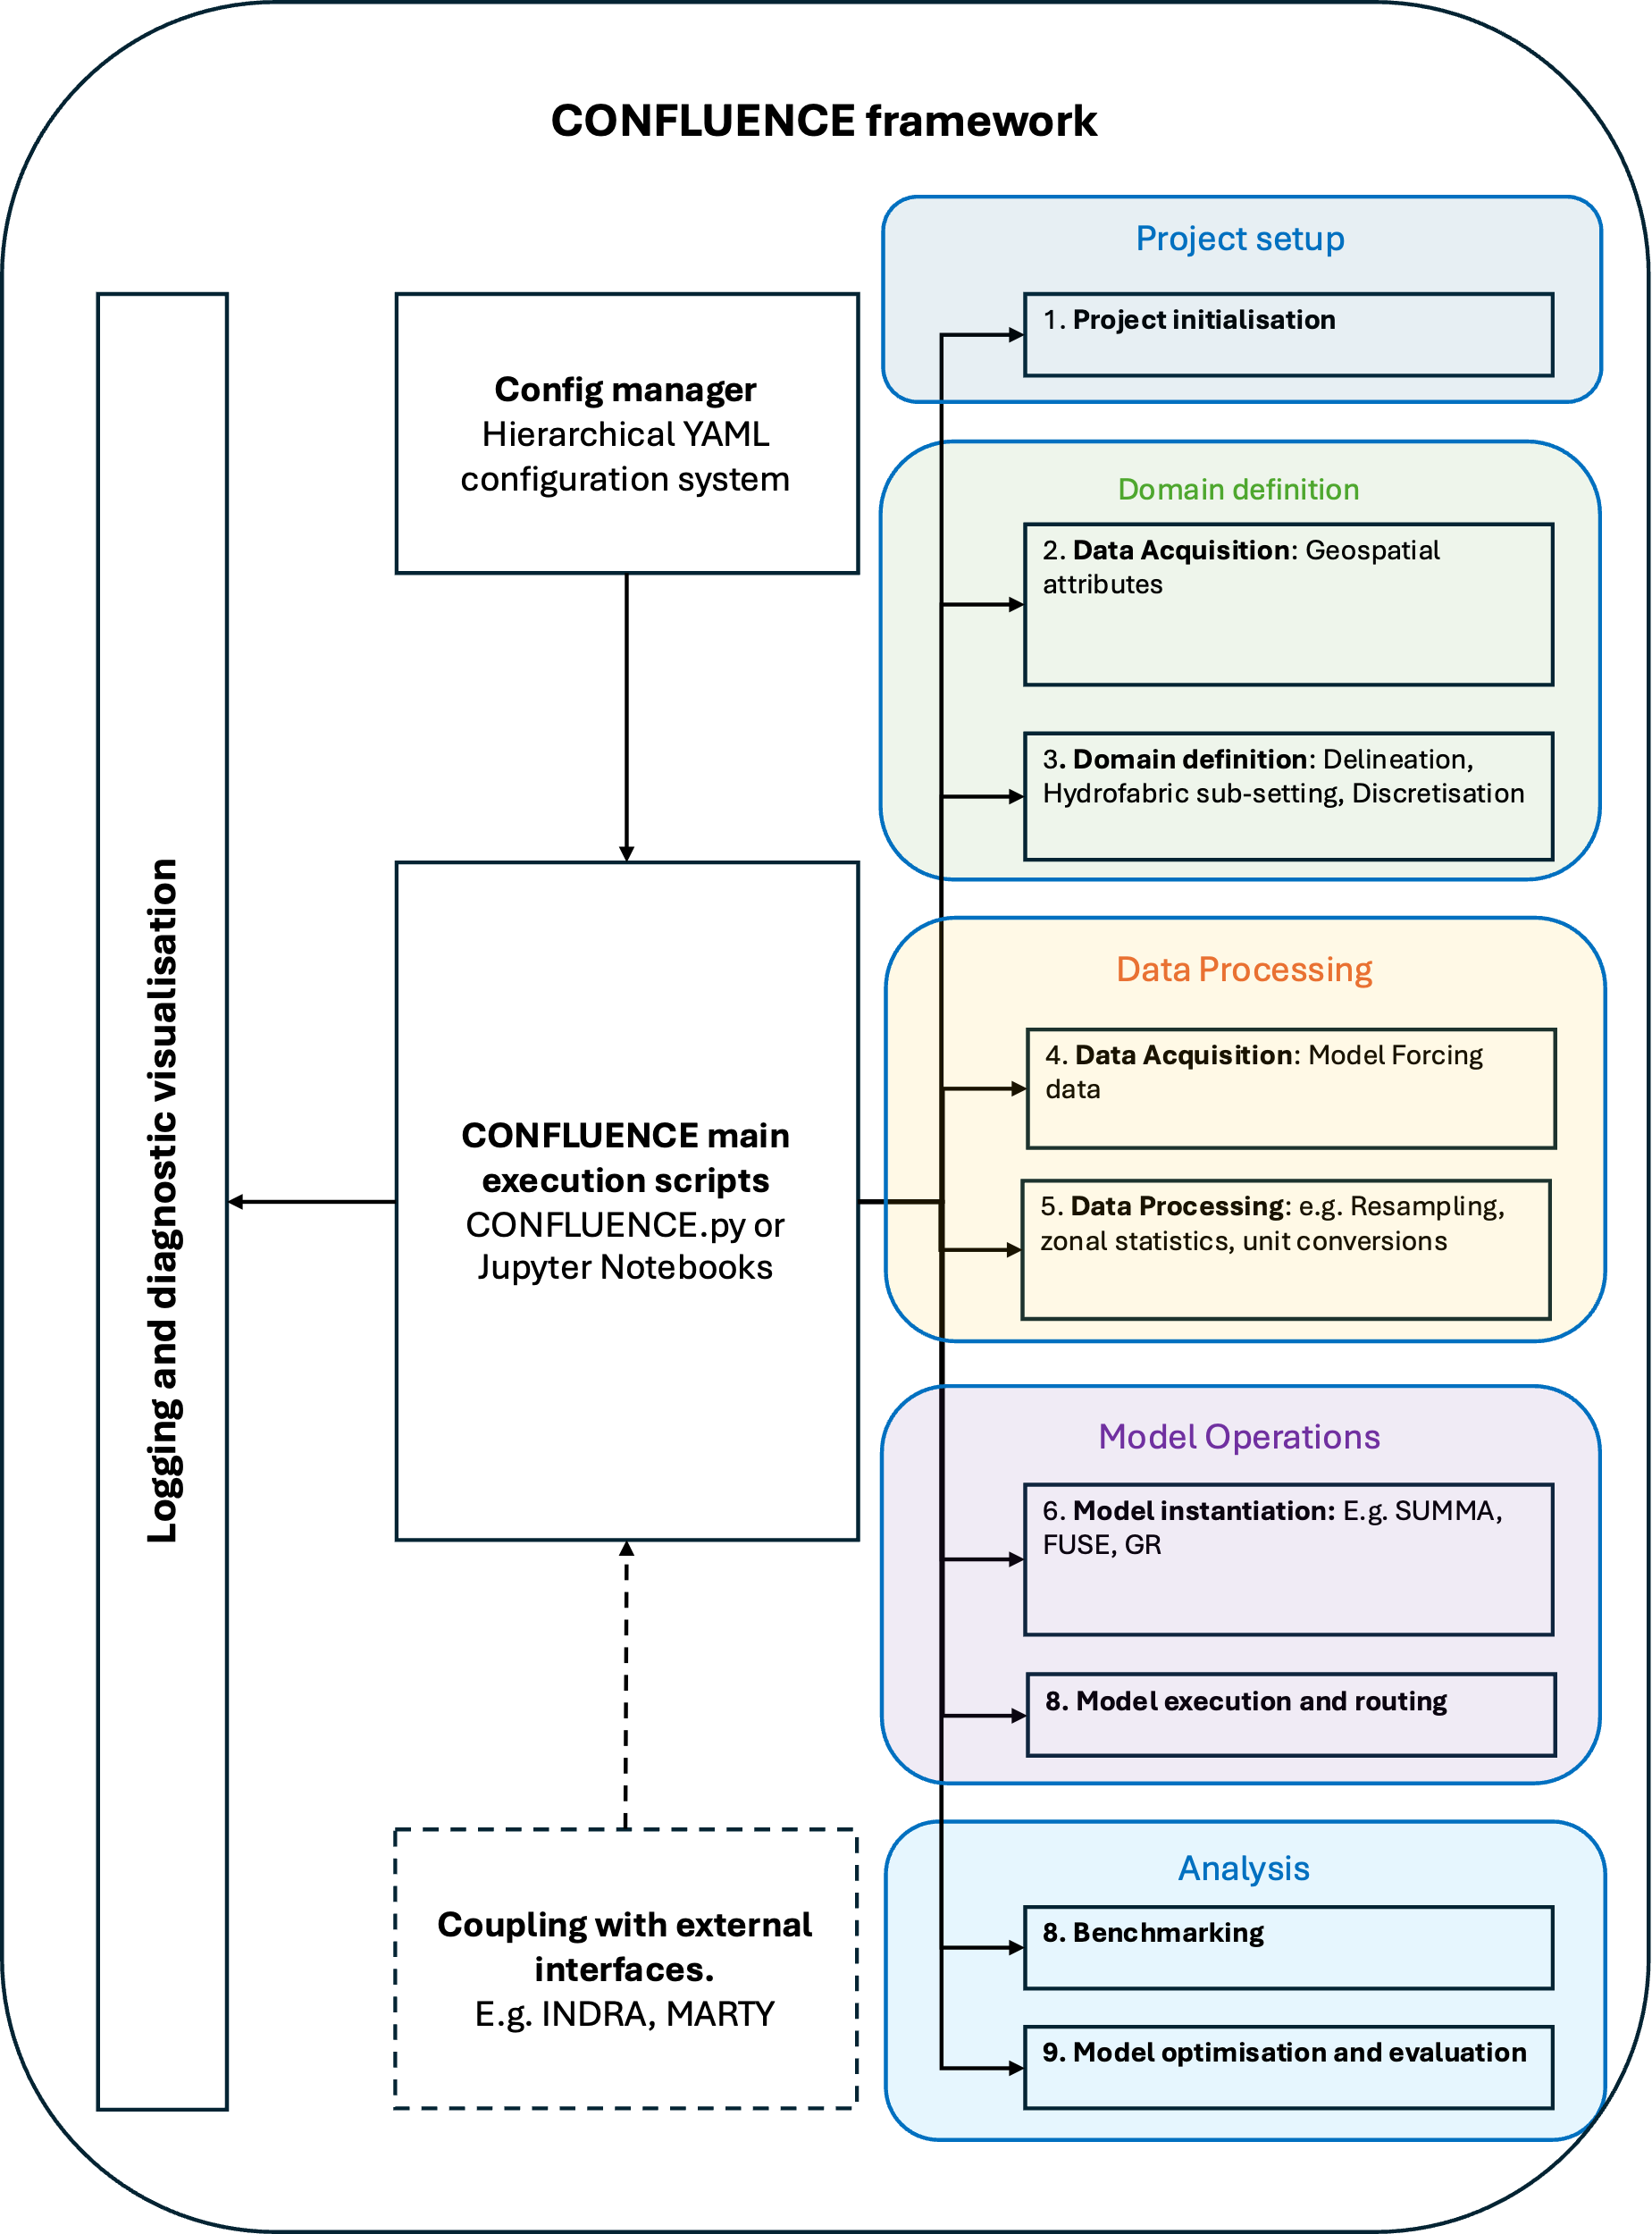 CONFLUENCE framework
Logging and diagnostic visualisation
Config manager
Hierarchical YAML
configuration system
CONFLUENCE main
execution scripts
CONFLUENCE.py or
Jupyter Notebooks
Coupling with external
interfaces.
E.g. INDRA, MARTY
Project setup
1. Project initialisation
Domain definition
2. Data Acquisition: Geospatial
attributes
3. Domain definition: Delineation,
Hydrofabric sub-setting, Discretisation
Data Processing
4. Data Acquisition: Model Forcing
data
5. Data Processing: e.g. Resampling,
zonal statistics, unit conversions
Model Operations
6. Model instantiation: E.g. SUMMA,
FUSE, GR
8. Model execution and routing
Analysis
8. Benchmarking
9. Model optimisation and evaluation